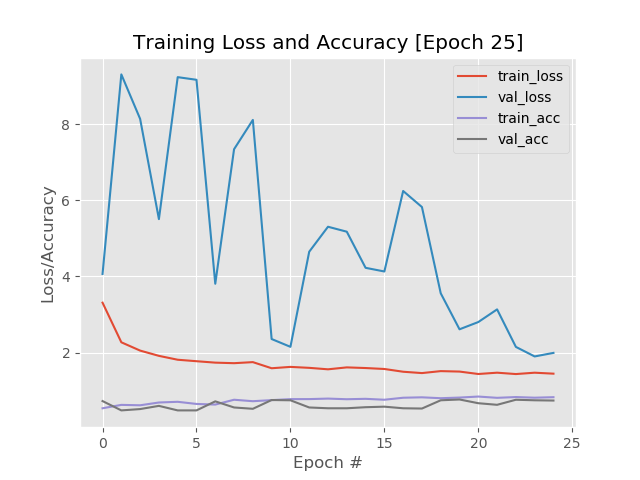 Training Loss and Accuracy [Epoch 25]
train_loss
val_loss
train_acc
val_acc
8
6
4
2
Loss/Accuracy
0 5 10 15 20 25
Epoch #